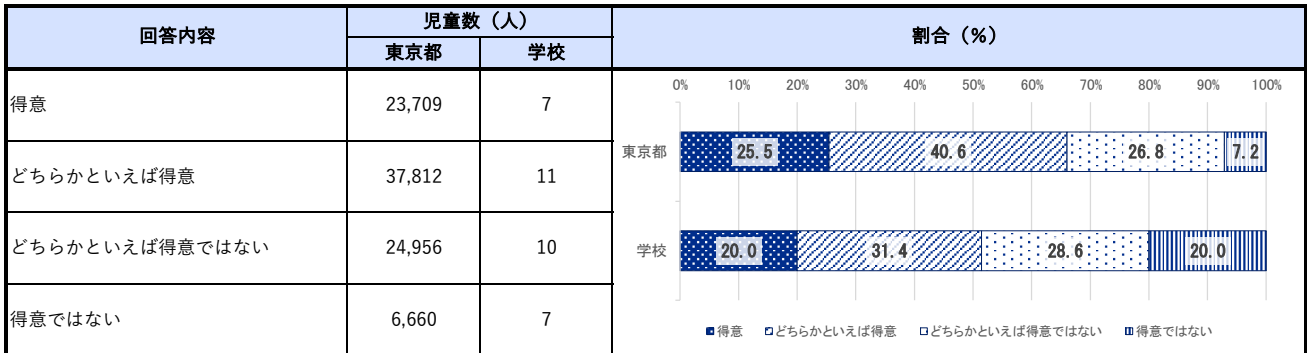 回答内容
児童数（人）
割合（％）
東京都
学校
0% 10% 20% 30% 40% 50% 60% 70% 80% 90% 100%
得意 23,709 7
東京都 25.5 40.6 26.8 7.2
どちらかといえば得意 37,812 11
どちらかといえば得意ではない 24,956 10
学校 20.0 31.4 28.6 20.0
得意ではない 6,660 7
得意 どちらかといえば得意 どちらかといえば得意ではない 得意ではない